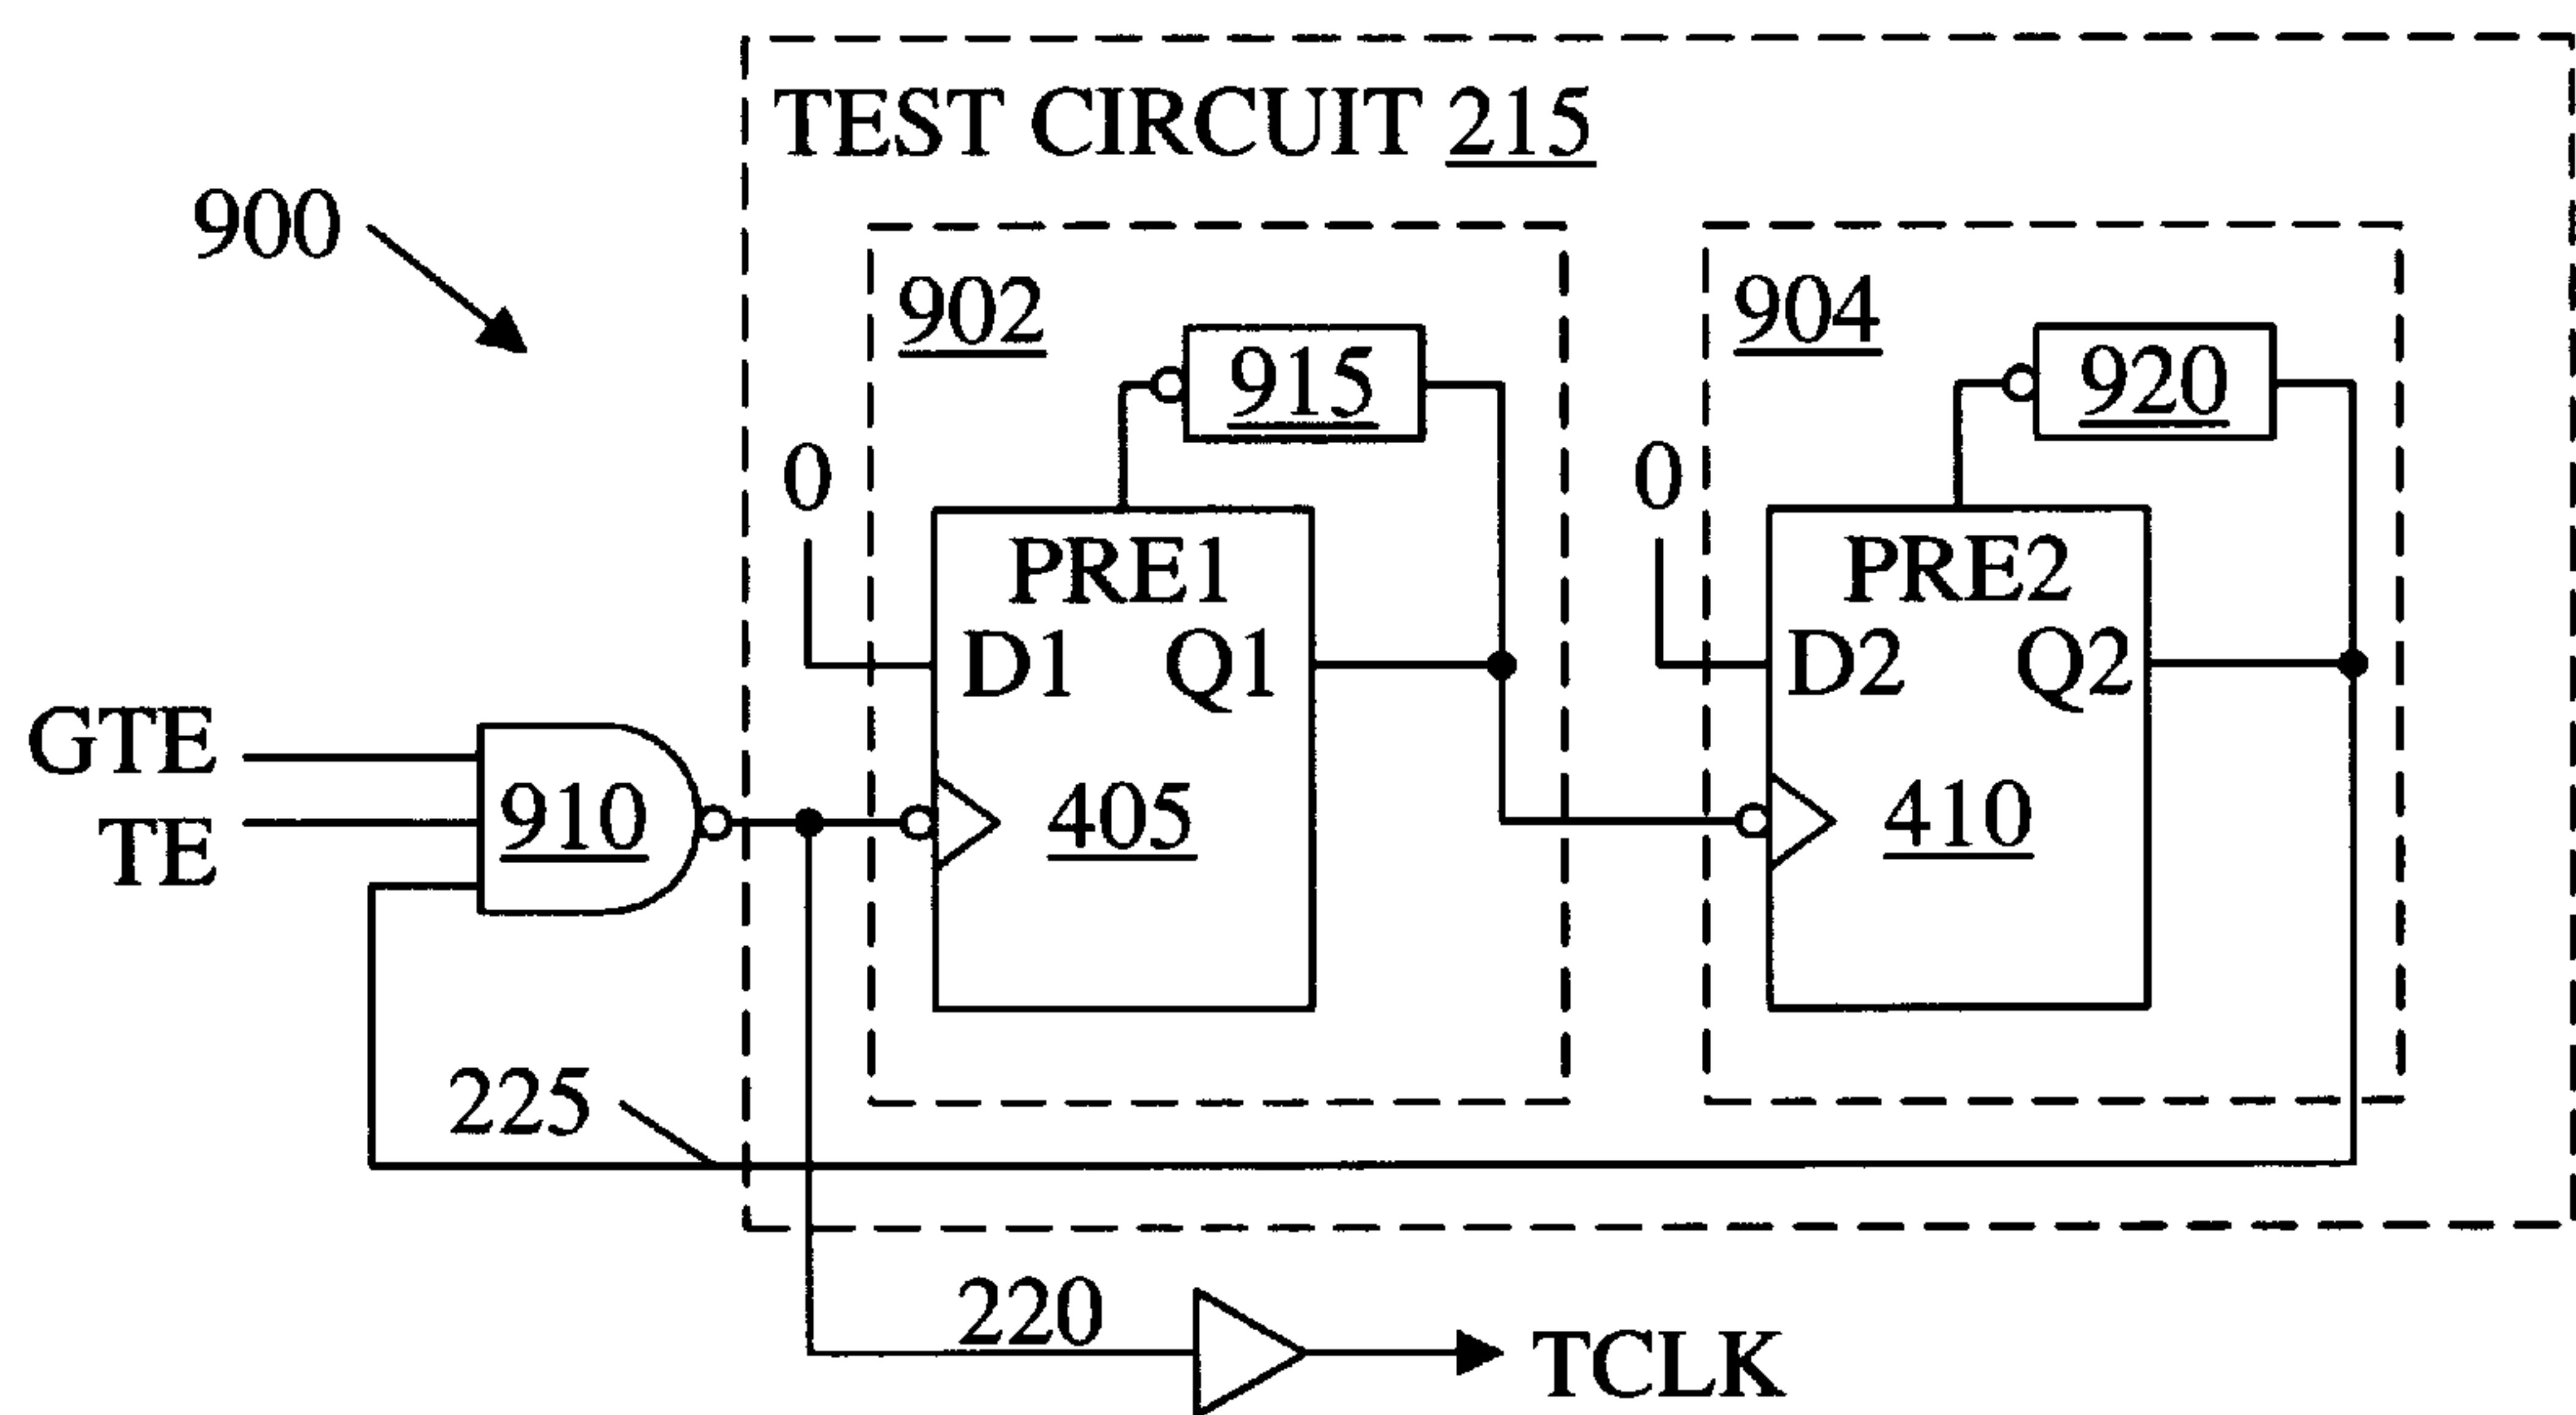 TEST CIRCUIT 215
900
902
915
904
920
0
0
PRE1
D1 Q1
405
PRE2
D2 Q2
410
GTE
TE
910
225
220
TCLK